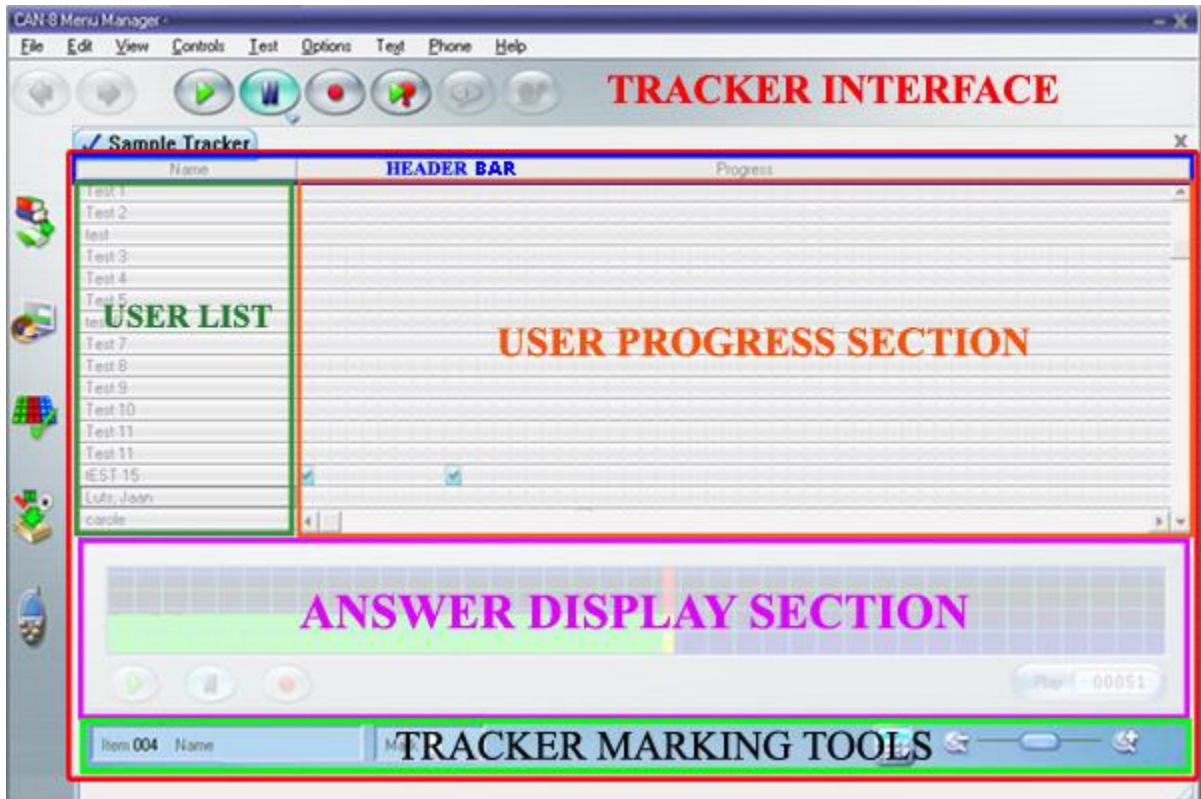 CAN-8 Menu Manager -
File Edit View Controls Test Options Text Phone Help
TRACKER INTERFACE
Sample Tracker
Name HEADER BAR Progress
Test 1
Test 2
test
Test 3
Test 4
Test 5
USER LIST
USER PROGRESS SECTION
Test 7
Test 8
Test 9
Test 10
Test 11
Test 11
tEST 15
Luts, Jaan
carole
ANSWER DISPLAY SECTION
Play 00051
Item 004 Name
TRACKER MARKING TOOLS